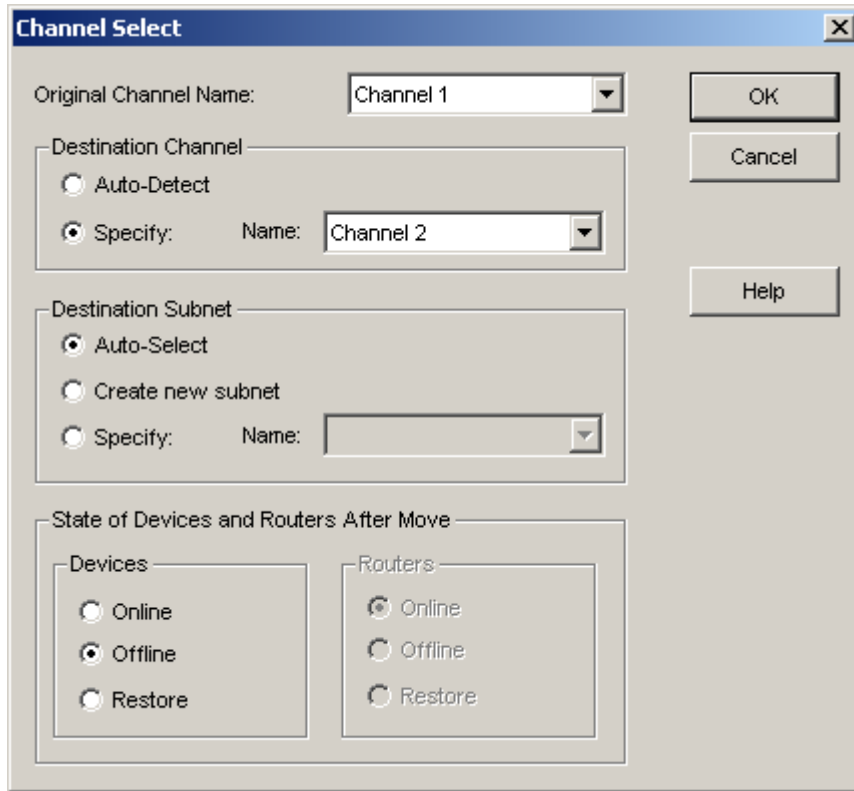 Channel Select
Original Channel Name: Channel 1
OK
Destination Channel
Cancel
Auto-Detect
Specify: Name: Channel 2
Help
Destination Subnet
Auto-Select
Create new subnet
Specify: Name:
State of Devices and Routers After Move
Devices
Online
Offline
Restore
Routers
Online
Offline
Restore